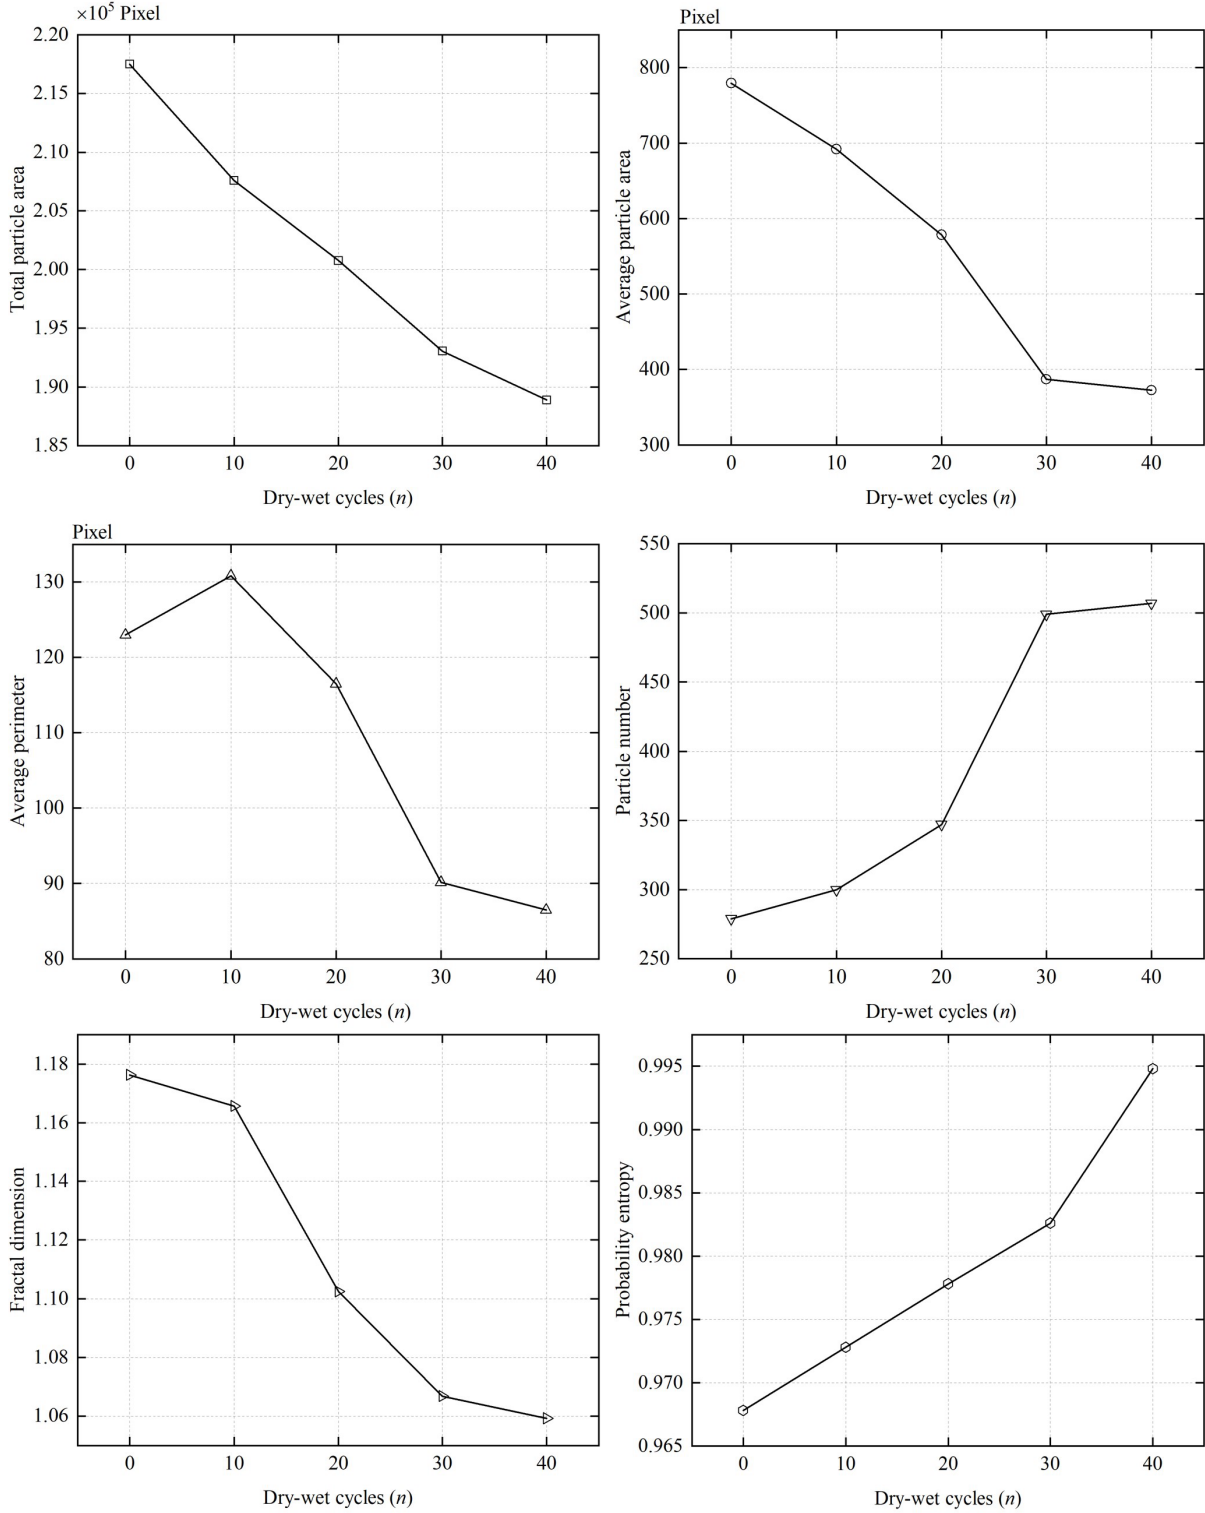 ×10⁵ Pixel
2.20
2.15
2.10
2.05
2.00
1.95
1.90
1.85
Total particle area
0 10 20 30 40
Dry-wet cycles (n)
Pixel
800
700
600
500
400
300
Average particle area
0 10 20 30 40
Dry-wet cycles (n)
Pixel
130
120
110
100
90
80
Average perimeter
0 10 20 30 40
Dry-wet cycles (n)
550
500
450
400
350
300
250
Particle number
0 10 20 30 40
Dry-wet cycles (n)
1.18
1.16
1.14
1.12
1.10
1.08
1.06
Fractal dimension
0 10 20 30 40
Dry-wet cycles (n)
0.995
0.990
0.985
0.980
0.975
0.970
0.965
Probability entropy
0 10 20 30 40
Dry-wet cycles (n)